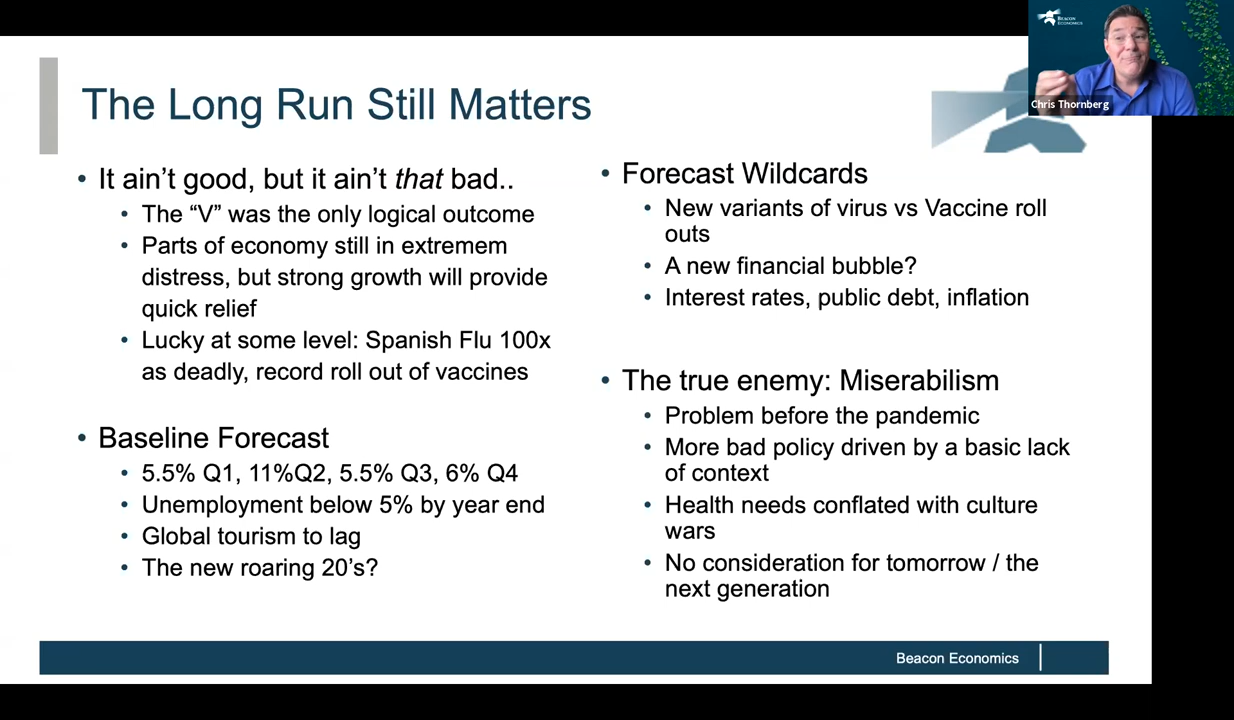 BEACON
ECONOMICS
Chris Thornberg
The Long Run Still Matters
• It ain’t good, but it ain’t that bad..
• The “V” was the only logical outcome
• Parts of economy still in extremem
distress, but strong growth will provide
quick relief
• Lucky at some level: Spanish Flu 100x
as deadly, record roll out of vaccines
• Baseline Forecast
• 5.5% Q1, 11%Q2, 5.5% Q3, 6% Q4
• Unemployment below 5% by year end
• Global tourism to lag
• The new roaring 20’s?
• Forecast Wildcards
• New variants of virus vs Vaccine roll
outs
• A new financial bubble?
• Interest rates, public debt, inflation
• The true enemy: Miserabilism
• Problem before the pandemic
• More bad policy driven by a basic lack
of context
• Health needs conflated with culture
wars
• No consideration for tomorrow / the
next generation
Beacon Economics